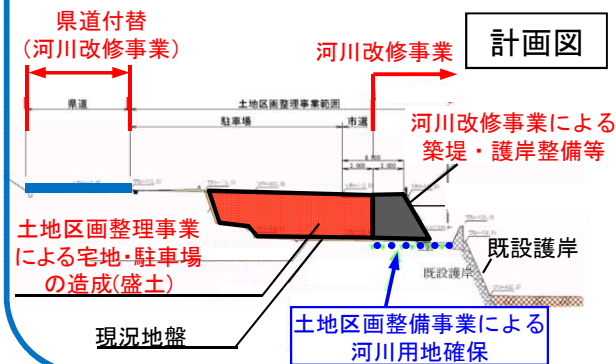 県道付替
(河川改修事業)
河川改修事業
計画図
県道
土地区画整理事業範囲
駐車場
市道
河川改修事業による
築堤・護岸整備等
土地区画整理事業
による宅地・駐車場
の造成(盛土)
既設護岸
既設護岸
現況地盤
土地区画整備事業による
河川用地確保